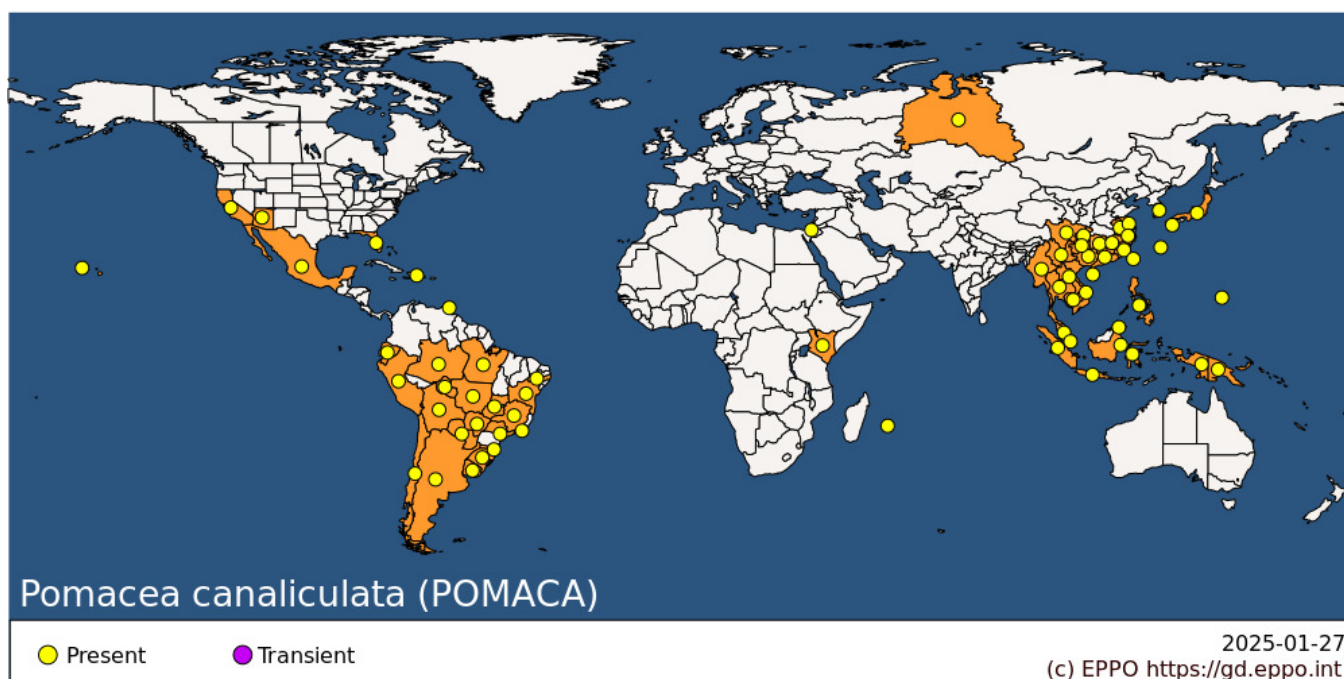 Pomacea canaliculata (POMACA)
Present
Transient
2025-01-27
(c) EPPO https://gd.eppo.int